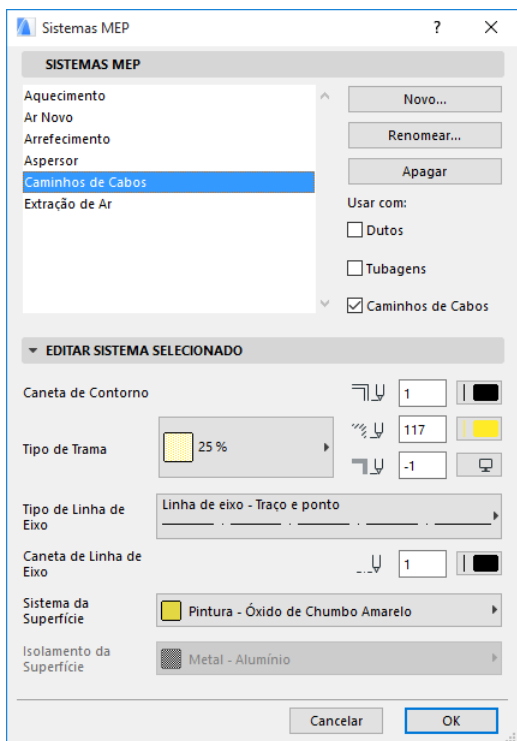 Sistemas MEP
?
SISTEMAS MEP
Aquecimento
Ar Novo
Arrefecimento
Aspersor
Caminhos de Cabos
Extração de Ar
Novo...
Renomear...
Apagar
Usar com:
Dutos
Tubagens
Caminhos de Cabos
EDITAR SISTEMA SELECIONADO
Caneta de Contorno
1
Tipo de Trama
25 %
117
-1
Tipo de Linha de
Eixo
Linha de eixo - Traço e ponto
Caneta de Linha de
Eixo
1
Sistema da
Superfície
Pintura - Óxido de Chumbo Amarelo
Isolamento da
Superfície
Metal - Alumínio
Cancelar
OK